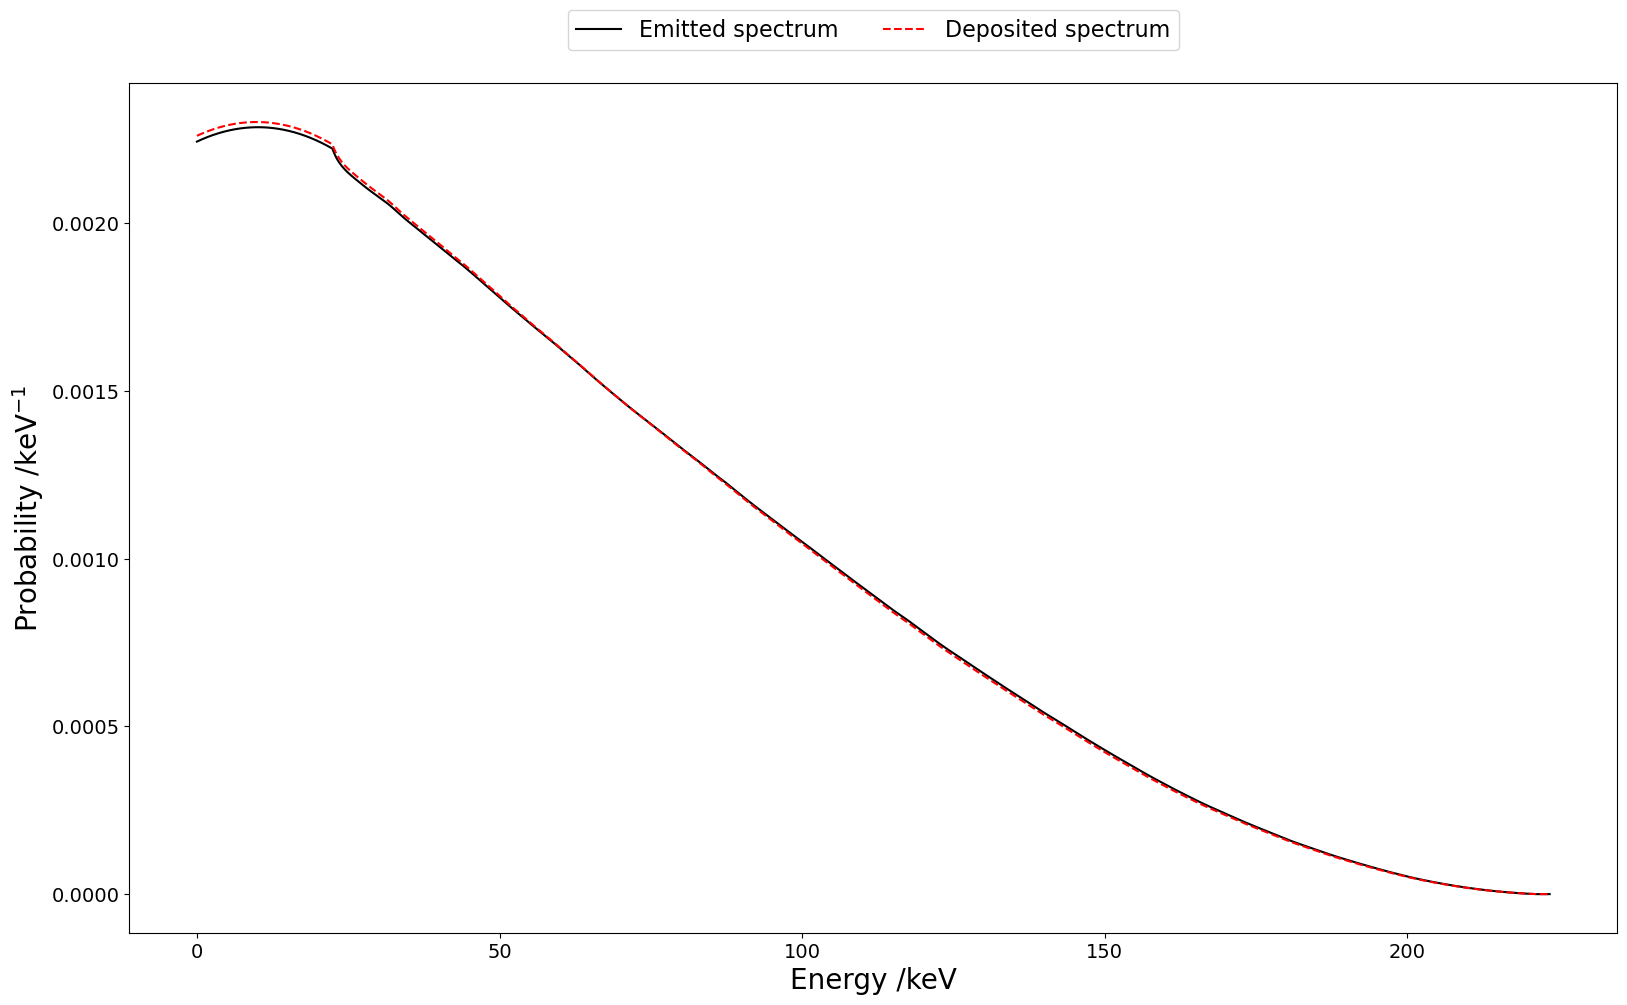 Emitted spectrum
Deposited spectrum
Probability /keV⁻¹
0.0020
0.0015
0.0010
0.0005
0.0000
0
50
100
150
200
Energy /keV